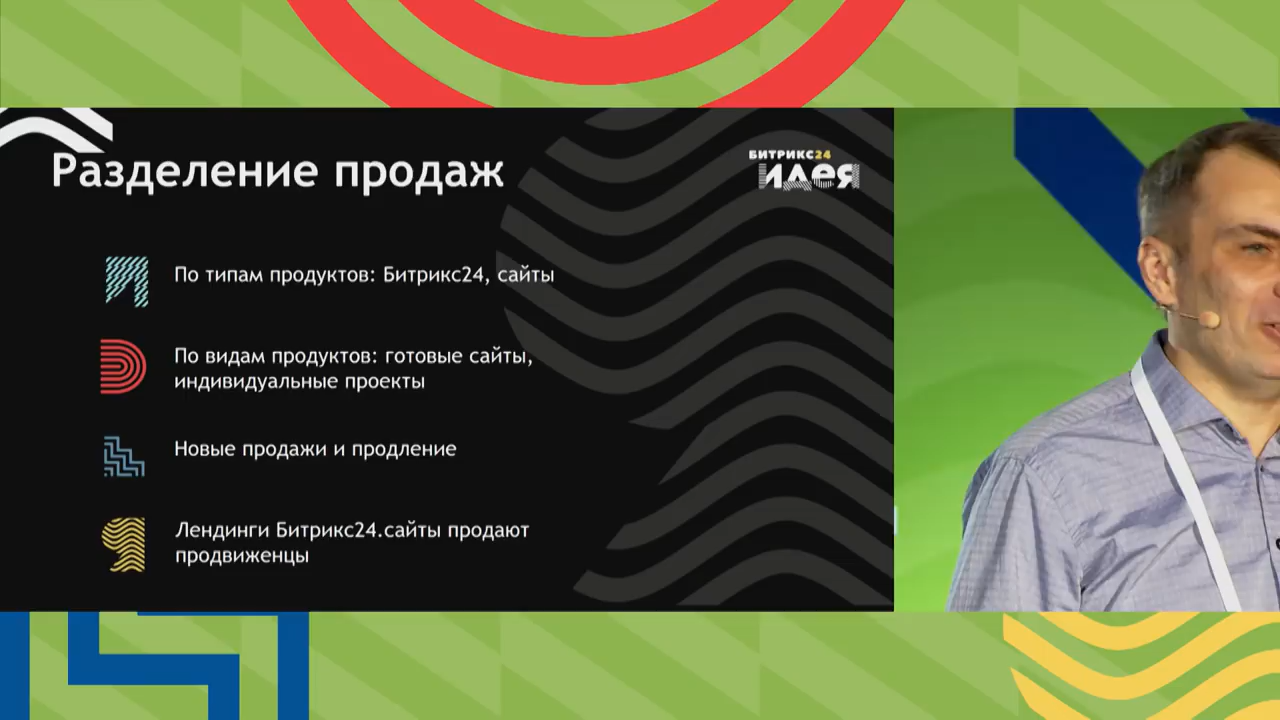 Разделение продаж
БИТРИКС24
идея
По типам продуктов: Битрикс24, сайты
По видам продуктов: готовые сайты,
индивидуальные проекты
Новые продажи и продление
Лендинги Битрикс24.сайты продают
продвиженцы